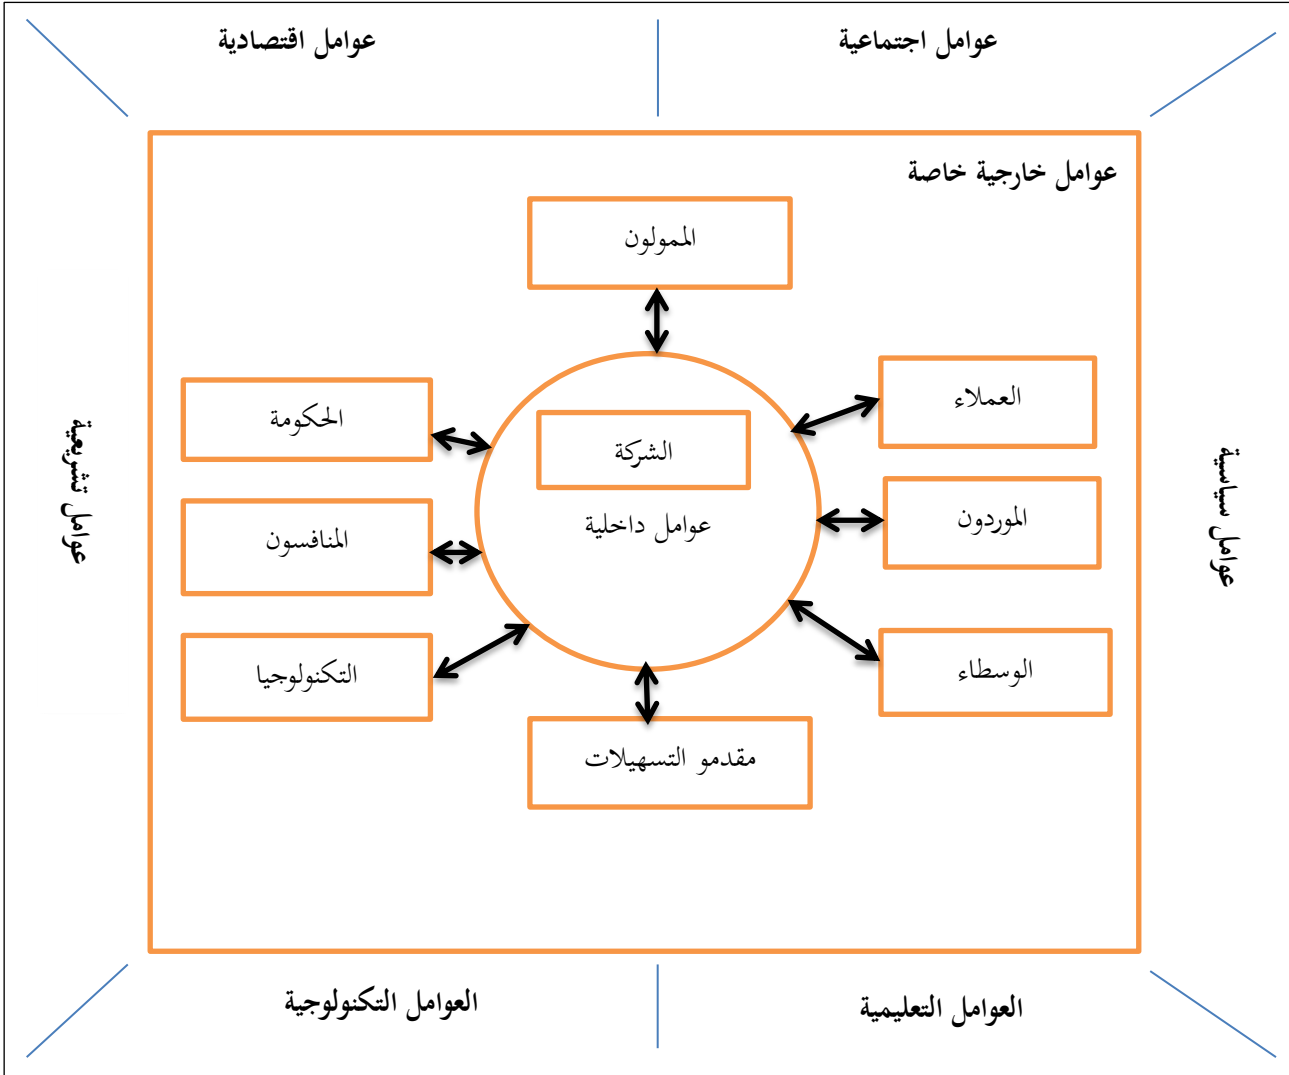 عوامل اجتماعية
عوامل اقتصادية
عوامل خارجية خاصة
الممولون
العملاء
الحكومة
الشركة
عوامل داخلية
الموردون
المنافسون
الوسطاء
التكنولوجيا
مقدمو التسهيلات
عوامل سياسية
عوامل تشريعية
العوامل التعليمية
العوامل التكنولوجية